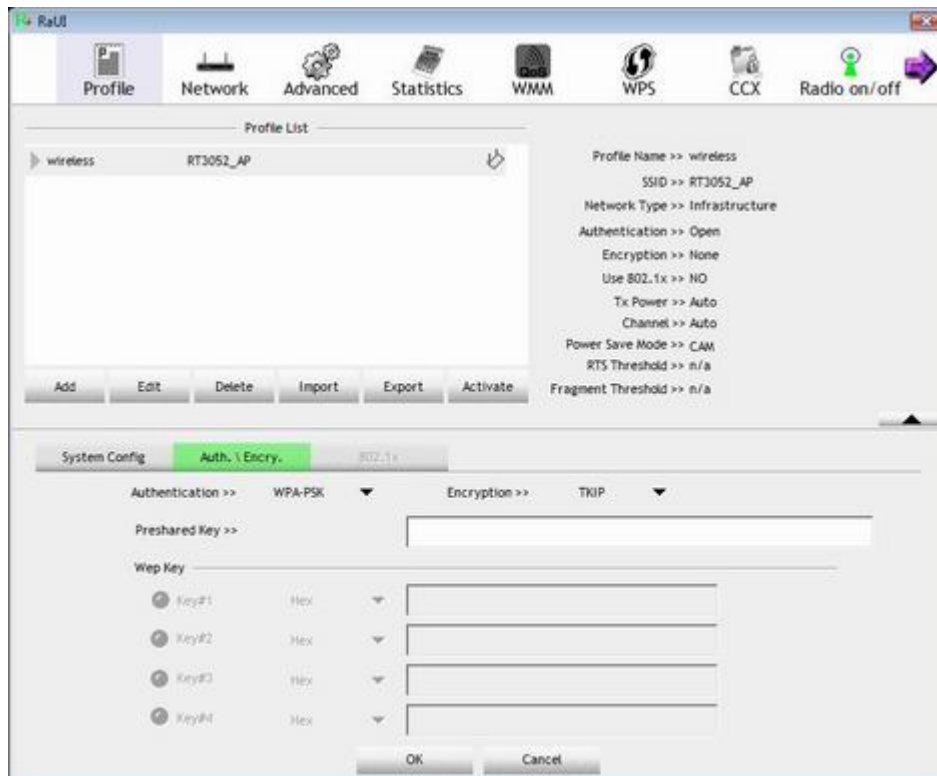 RaUI
Profile Network Advanced Statistics WMM WPS CCX Radio on/off
P
QoS
Profile List
wireless RT3052_AP
Profile Name >> wireless
SSID >> RT3052_AP
Network Type >> Infrastructure
Authentication >> Open
Encryption >> None
Use 802.1x >> NO
Tx Power >> Auto
Channel >> Auto
Power Save Mode >> CAM
RTS Threshold >> n/a
Fragment Threshold >> n/a
Add Edit Delete Import Export Activate
System Config Auth. \ Encry. 802.1x
Authentication >> WPA-PSK Encryption >> TKIP
Preshared Key >>
Wep Key
Key#1 Hex
Key#2 Hex
Key#3 Hex
Key#4 Hex
OK Cancel